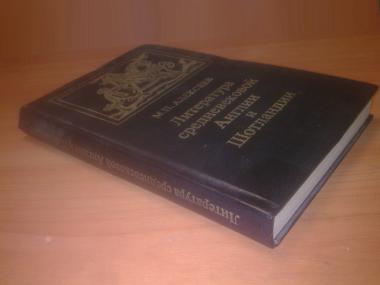 М.П. Алексеев
Литература
средневековой
Англии
и
Шотландии
Литература средневековой Англии